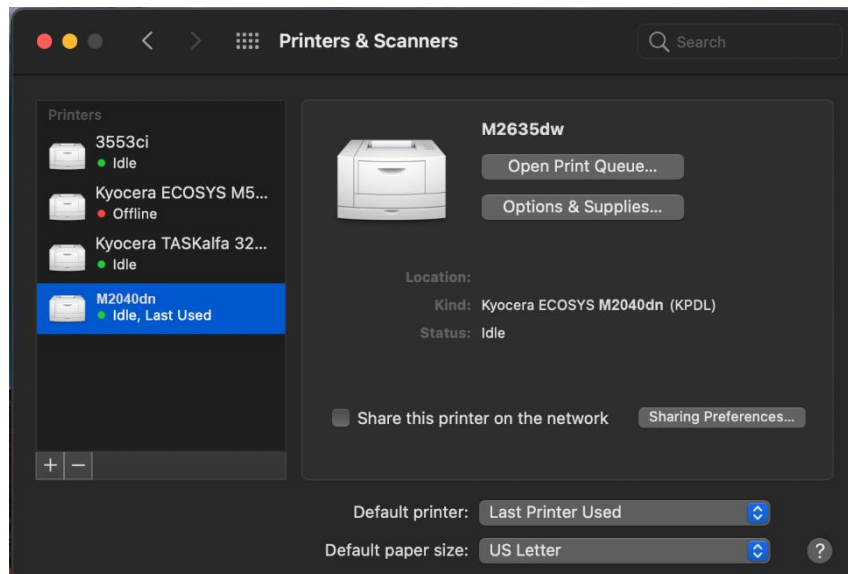 Printers & Scanners
Search
Printers
3553ci
Idle
Kyocera ECOSYS M5...
Offline
Kyocera TASKalfa 32...
Idle
M2040dn
Idle, Last Used
M2635dw
Open Print Queue...
Options & Supplies...
Location:
Kind: Kyocera ECOSYS M2040dn (KPDL)
Status: Idle
Share this printer on the network
Sharing Preferences...
+ −
Default printer: Last Printer Used
Default paper size: US Letter
?